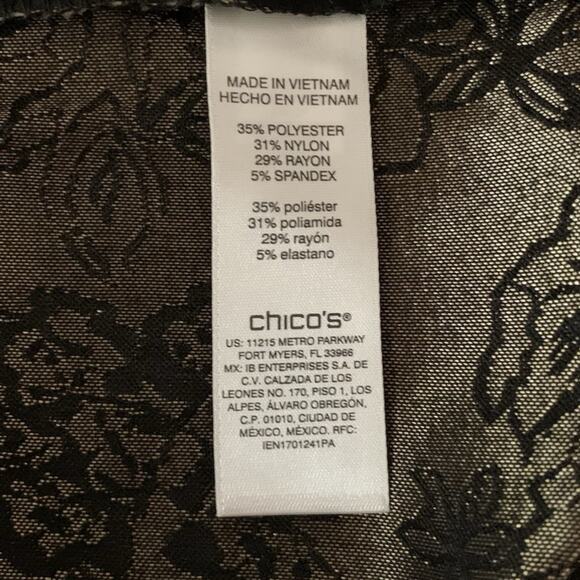 MADE IN VIETNAM
HECHO EN VIETNAM
35% POLYESTER
31% NYLON
29% RAYON
5% SPANDEX
35% poliéster
31% poliamida
29% rayón
5% elastano
chico's®
US: 11215 METRO PARKWAY
FORT MYERS, FL 33966
MX: IB ENTERPRISES S.A. DE
C.V. CALZADA DE LOS
LEONES NO. 170, PISO 1, LOS
ALPES, ÁLVARO OBREGÓN,
C.P. 01010, CIUDAD DE
MÉXICO, MÉXICO. RFC:
IEN1701241PA